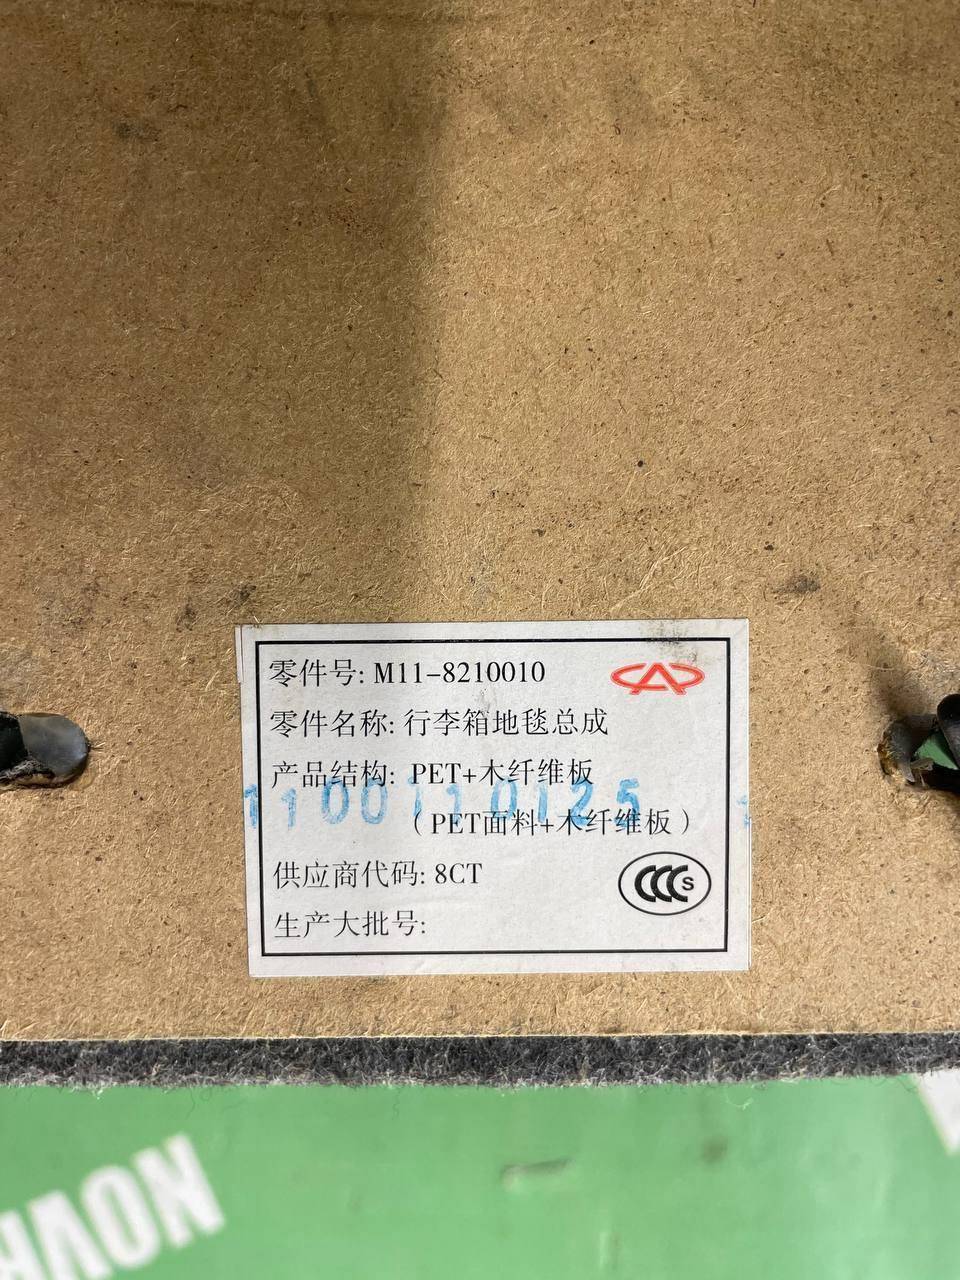 零件号: M11-8210010
零件名称: 行李箱地毯总成
产品结构: PET+木纤维板
1100110125
（PET面料+木纤维板）
供应商代码: 8CT
CCC S
生产大批号:
NOVA